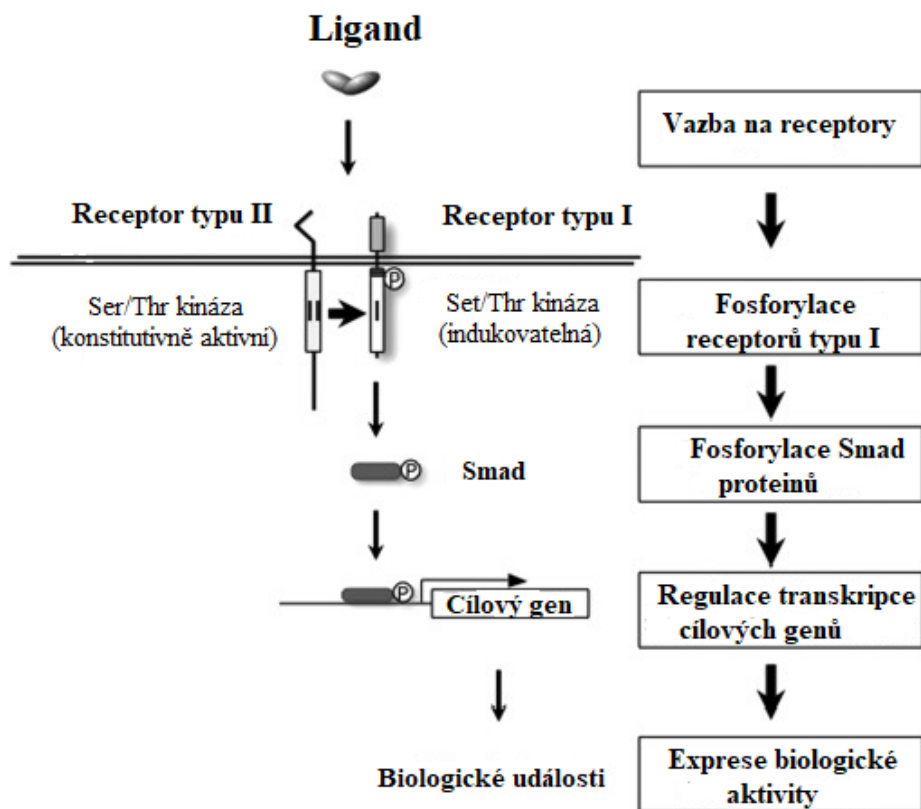 Ligand
Receptor typu II
Receptor typu I
P
Ser/Thr kináza
(konstitutivně aktivní)
Set/Thr kináza
(indukovatelná)
P
Smad
P
Cílový gen
Biologické události
Vazba na receptory
Fosforylace
receptorů typu I
Fosforylace Smad
proteinů
Regulace transkripce
cílových genů
Exprese biologické
aktivity